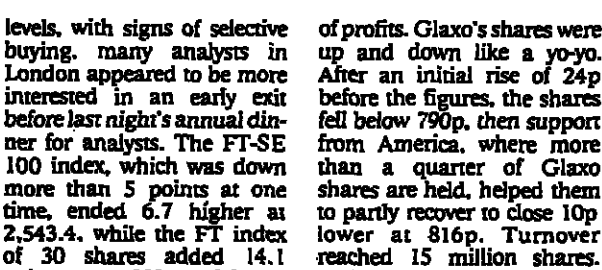 levels, with signs of selective
buying. many analysts in
London appeared to be more
interested in an early exit
before last night's annual din-
ner for analysts. The FT-SE
100 index, which was down
more than 5 points at one
time, ended 6.7 higher at
2,543.4, while the FT index
of 30 shares added 14.1
of profits. Glaxo's shares were
up and down like a yo-yo.
After an initial rise of 24p
before the figures, the shares
fell below 790p, then support
from America, where more
than a quarter of Glaxo
shares are held, helped them
to partly recover to close 10p
lower at 816p. Turnover
reached 15 million shares.